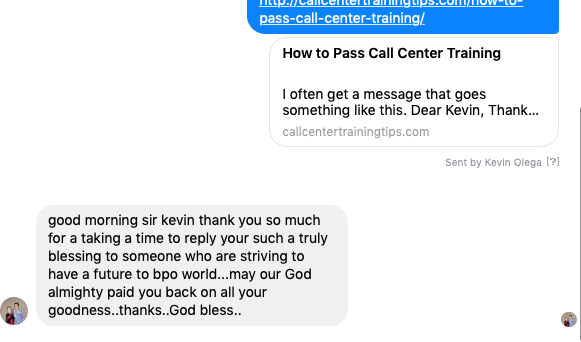 http://callcentertrainingtips.com/how-to-
pass-call-center-training/
How to Pass Call Center Training
I often get a message that goes
something like this. Dear Kevin, Thank...
callcentertrainingtips.com
Sent by Kevin Olega [?]
good morning sir kevin thank you so much
for a taking a time to reply your such a truly
blessing to someone who are striving to
have a future to bpo world...may our God
almighty paid you back on all your
goodness..thanks..God bless..